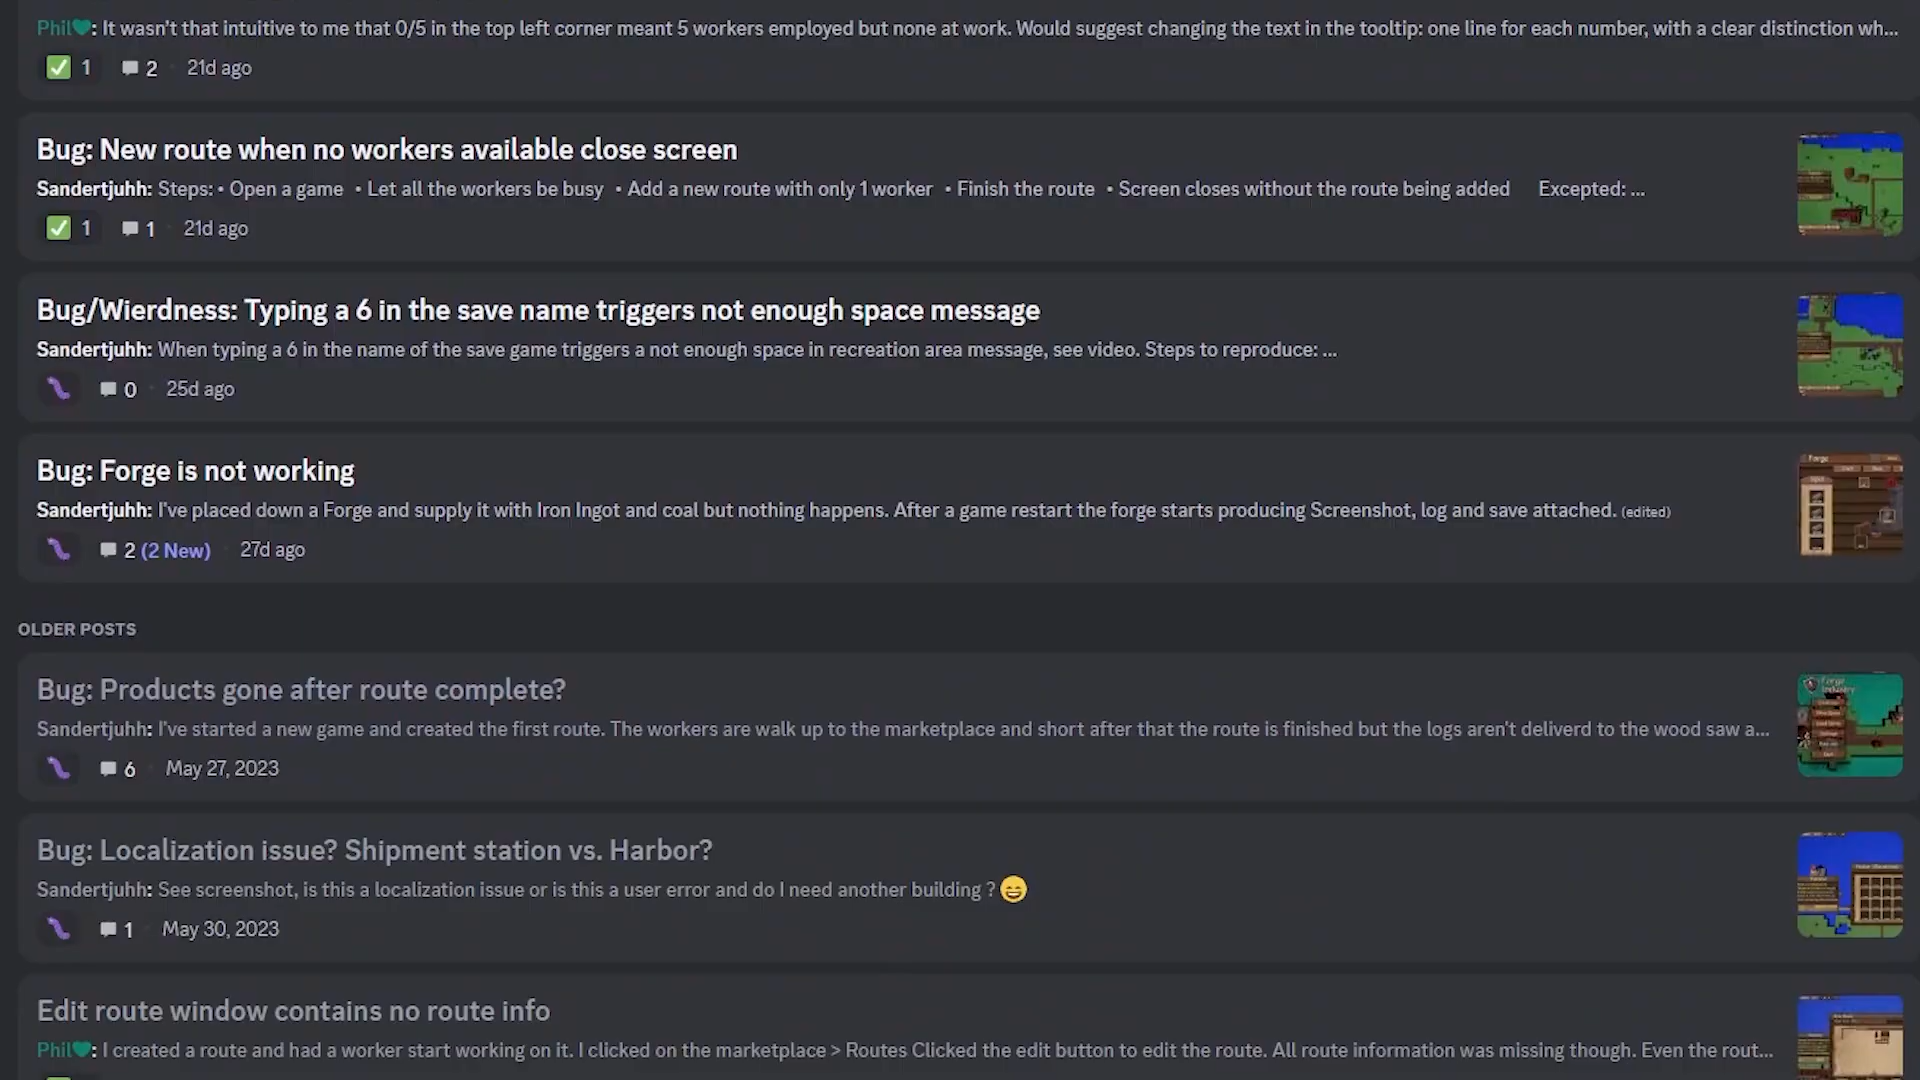 Phil💚: It wasn't that intuitive to me that 0/5 in the top left corner meant 5 workers employed but none at work. Would suggest changing the text in the tooltip: one line for each number, with a clear distinction wh...
✅ 1 2 · 21d ago
Bug: New route when no workers available close screen
Sandertjuhh: Steps: • Open a game • Let all the workers be busy • Add a new route with only 1 worker • Finish the route • Screen closes without the route being added Excepted: ...
✅ 1 1 · 21d ago
Bug/Wierdness: Typing a 6 in the save name triggers not enough space message
Sandertjuhh: When typing a 6 in the name of the save game triggers a not enough space in recreation area message, see video. Steps to reproduce: ...
0 · 25d ago
Bug: Forge is not working
Sandertjuhh: I've placed down a Forge and supply it with Iron Ingot and coal but nothing happens. After a game restart the forge starts producing Screenshot, log and save attached. (edited)
2 (2 New) · 27d ago
OLDER POSTS
Bug: Products gone after route complete?
Sandertjuhh: I've started a new game and created the first route. The workers are walk up to the marketplace and short after that the route is finished but the logs aren't deliverd to the wood saw a...
6 · May 27, 2023
Bug: Localization issue? Shipment station vs. Harbor?
Sandertjuhh: See screenshot, is this a localization issue or is this a user error and do I need another building ? 😄
1 · May 30, 2023
Edit route window contains no route info
Phil💚: I created a route and had a worker start working on it. I clicked on the marketplace > Routes Clicked the edit button to edit the route. All route information was missing though. Even the rout...